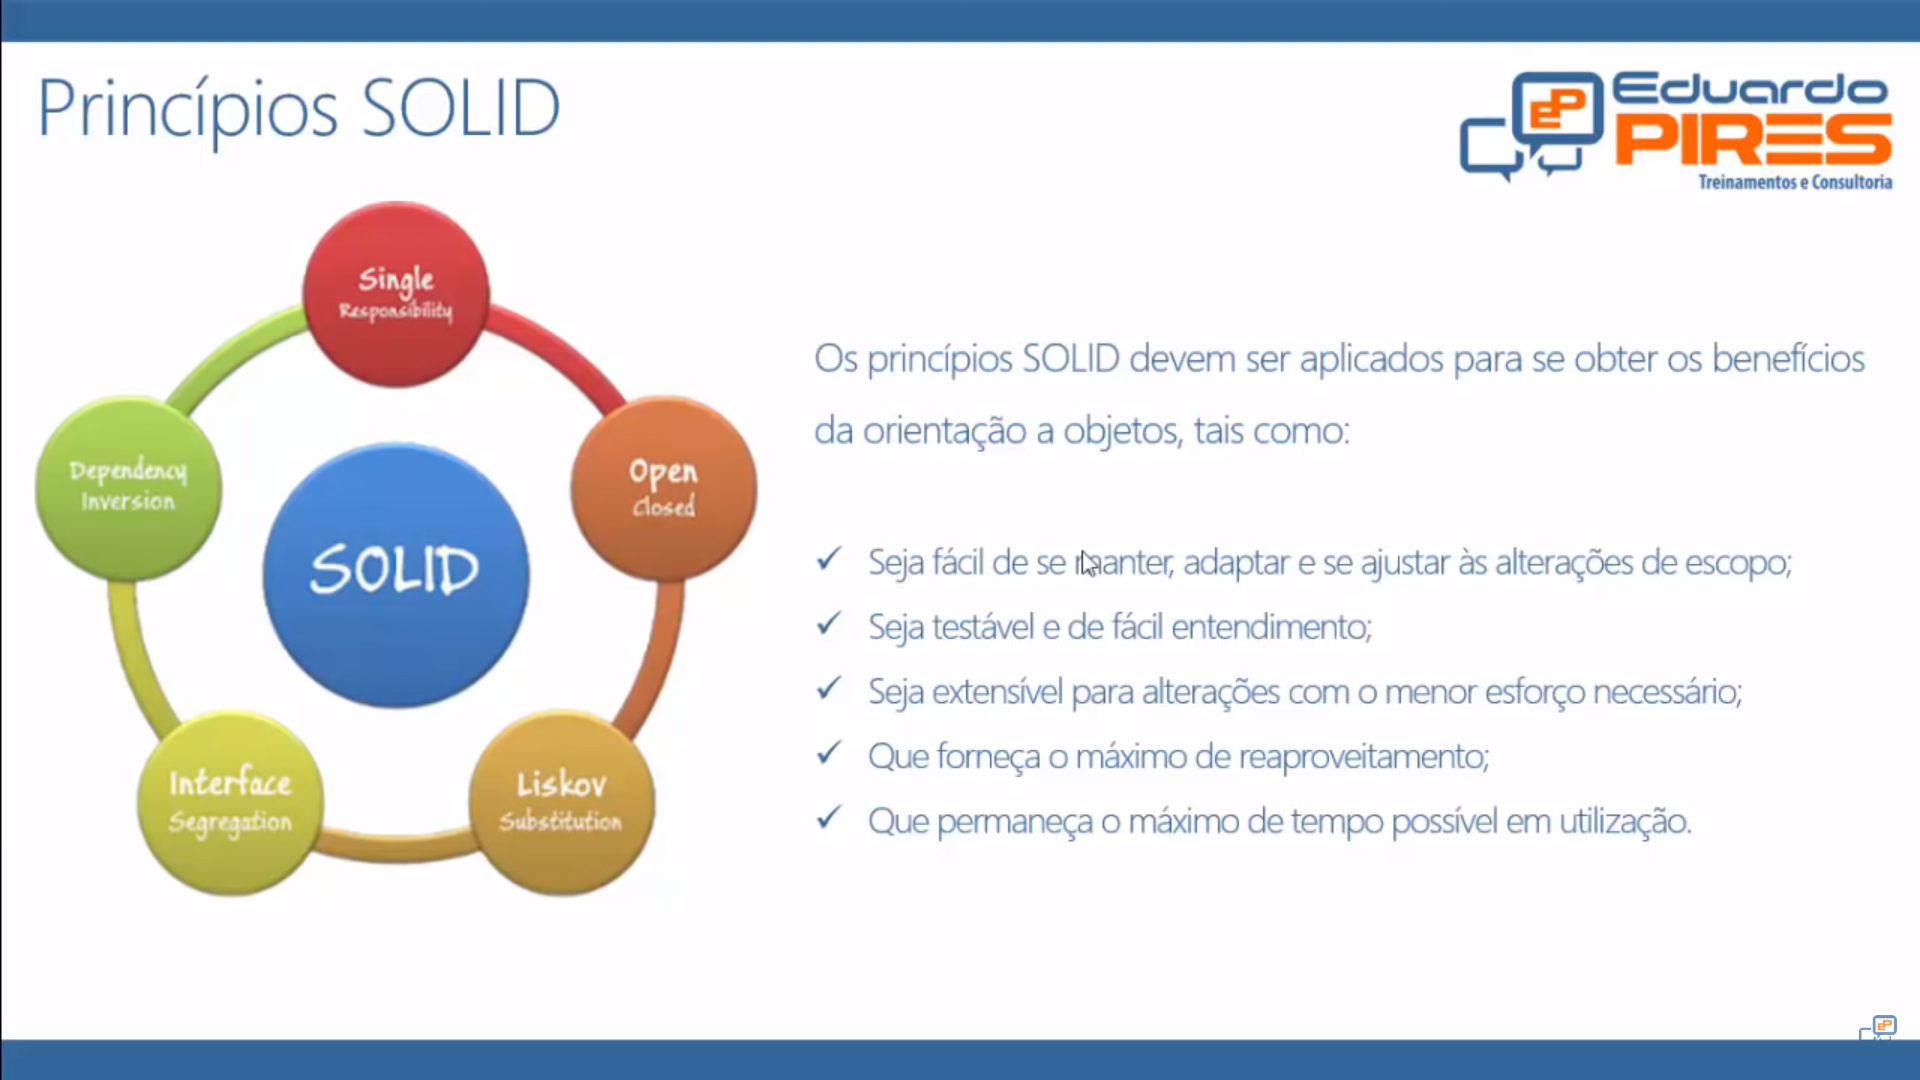 Princípios SOLID
EP
Eduardo
PIRES
Treinamentos e Consultoria
Single
Responsibility
Open
Closed
Liskov
Substitution
Interface
Segregation
Dependency
Inversion
SOLID
Os princípios SOLID devem ser aplicados para se obter os benefícios
da orientação a objetos, tais como:
✓ Seja fácil de se manter, adaptar e se ajustar às alterações de escopo;
✓ Seja testável e de fácil entendimento;
✓ Seja extensível para alterações com o menor esforço necessário;
✓ Que forneça o máximo de reaproveitamento;
✓ Que permaneça o máximo de tempo possível em utilização.
EP